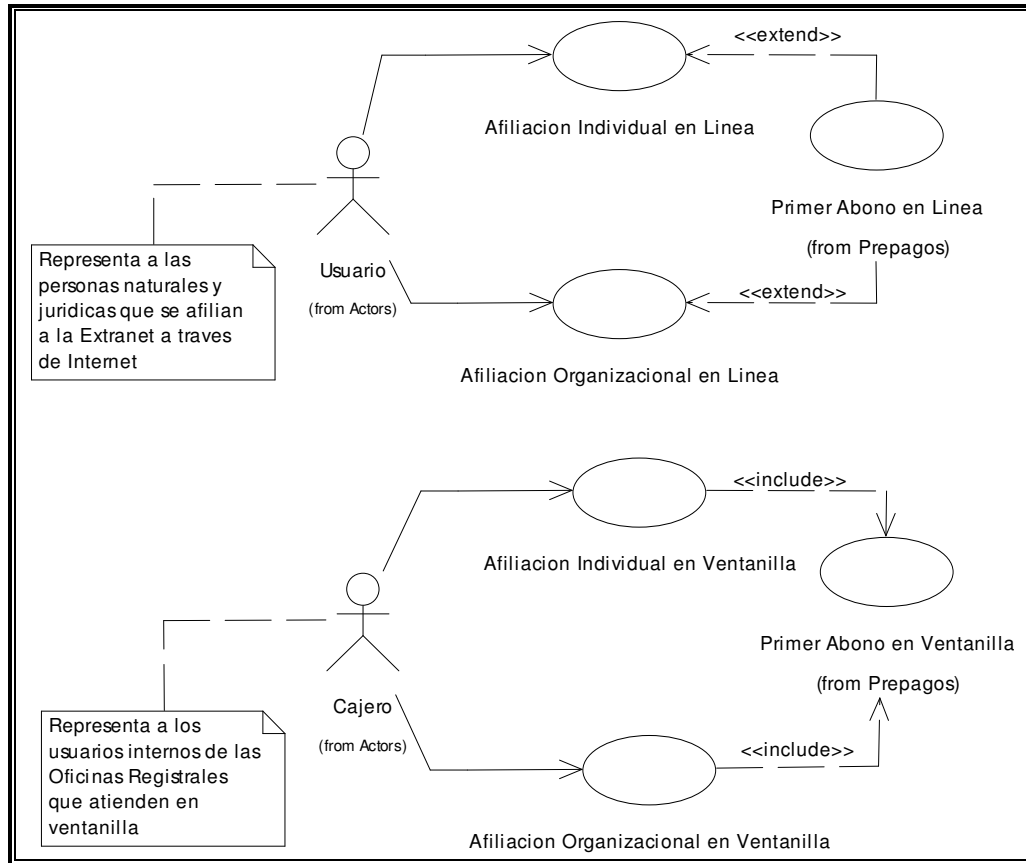 <<extend>>
Afiliacion Individual en Linea
Primer Abono en Linea
(from Prepagos)
Representa a las
personas naturales y
juridicas que se afilian
a la Extranet a traves
de Internet
Usuario
(from Actors)
<<extend>>
Afiliacion Organizacional en Linea
<<include>>
Afiliacion Individual en Ventanilla
Primer Abono en Ventanilla
(from Prepagos)
Cajero
(from Actors)
Representa a los
usuarios internos de las
Oficinas Registrales
que atienden en
ventanilla
<<include>>
Afiliacion Organizacional en Ventanilla